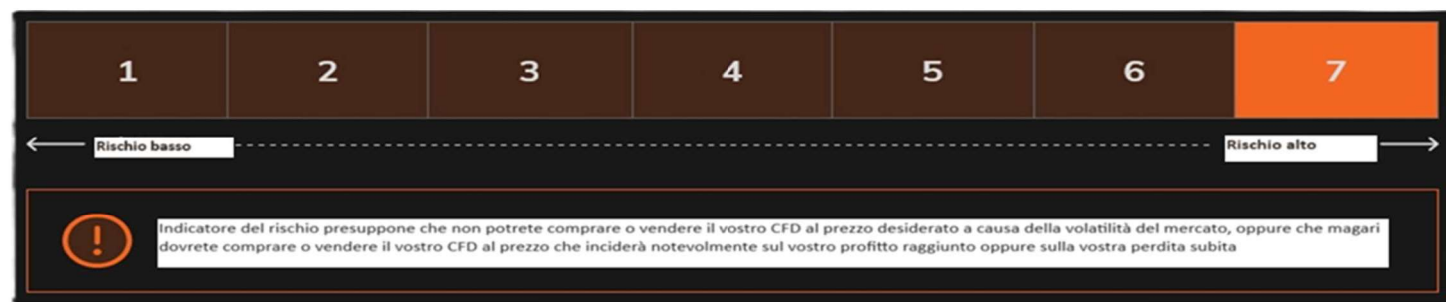 1 2 3 4 5 6 7
Rischio basso Rischio alto
!
Indicatore del rischio presuppone che non potrete comprare o vendere il vostro CFD al prezzo desiderato a causa della volatilità del mercato, oppure che magari
dovrete comprare o vendere il vostro CFD al prezzo che inciderà notevolmente sul vostro profitto raggiunto oppure sulla vostra perdita subita